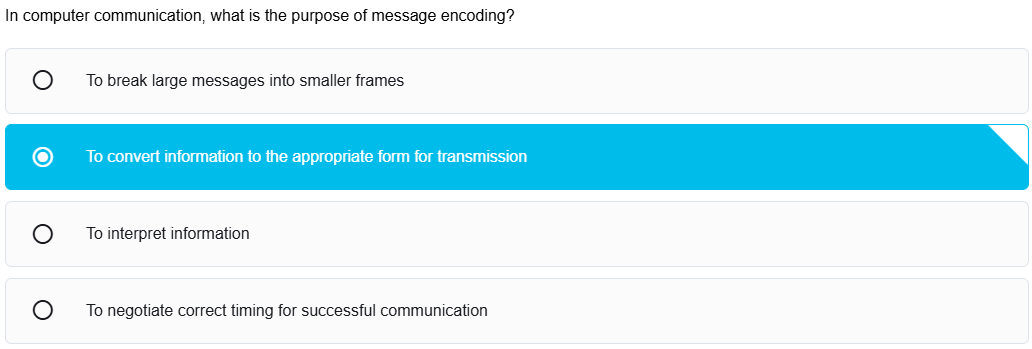 In computer communication, what is the purpose of message encoding?
To break large messages into smaller frames
To convert information to the appropriate form for transmission
To interpret information
To negotiate correct timing for successful communication